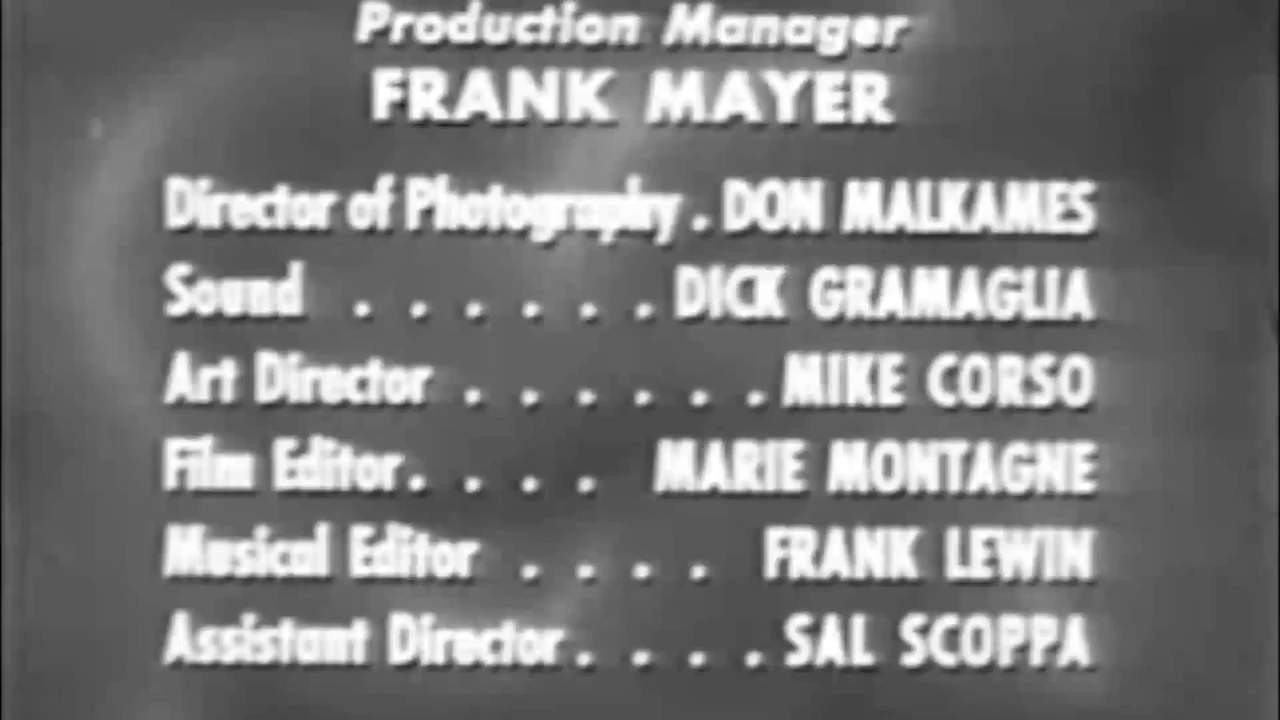 Production Manager
FRANK MAYER
Director of Photography . DON MALKAMES
Sound . . . . . . DICK GRAMAGLIA
Art Director . . . . . . MIKE CORSO
Film Editor . . . . MARIE MONTAGNE
Musical Editor . . . . FRANK LEWIN
Assistant Director . . . . SAL SCOPPA